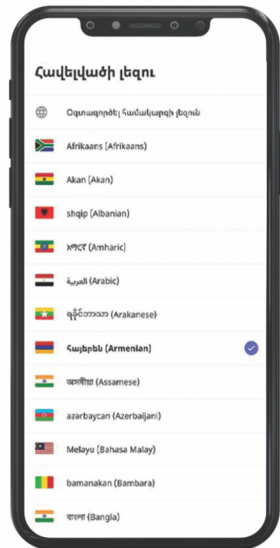 Հավելվածի լեզու
Օգտագործել համակարգի լեզուն
Afrikaans (Afrikaans)
Akan (Akan)
shqip (Albanian)
አማርኛ (Amharic)
العربية (Arabic)
ရခိုင်ဘာသာ (Arakanese)
հայերեն (Armenian)
অসমীয়া (Assamese)
azərbaycan (Azerbaijani)
Melayu (Bahasa Malay)
bamanakan (Bambara)
বাংলা (Bangla)